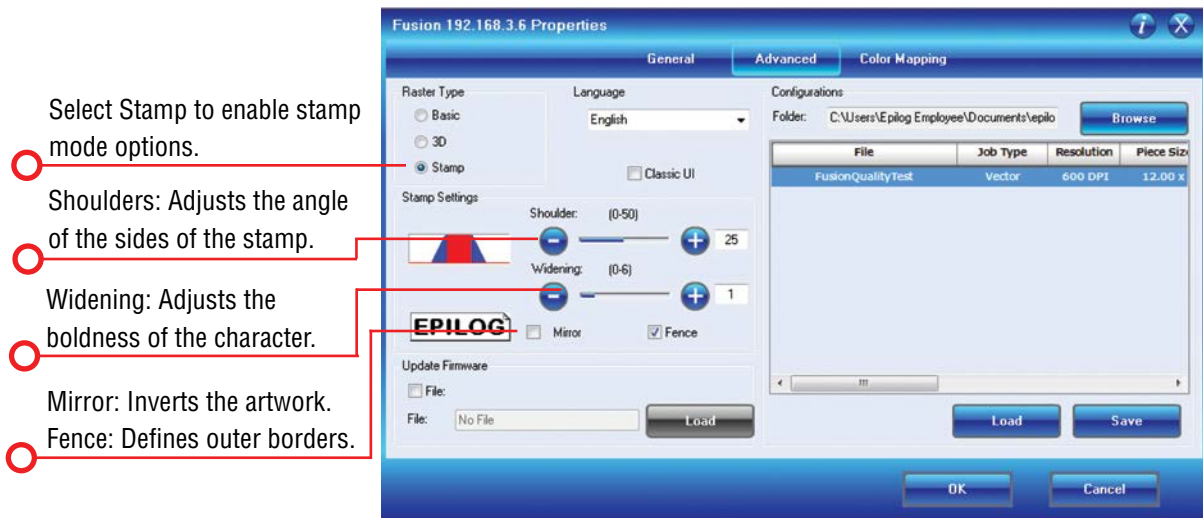 Select Stamp to enable stamp
mode options.
Shoulders: Adjusts the angle
of the sides of the stamp.
Widening: Adjusts the
boldness of the character.
Mirror: Inverts the artwork.
Fence: Defines outer borders.
Fusion 192.168.3.6 Properties
i X
General Advanced Color Mapping
Raster Type
Basic
3D
Stamp
Language
English
Classic UI
Stamp Settings
Shoulder: (0-50)
25
Widening: (0-6)
1
EPILOG
Mirror Fence
Update Firmware
File:
File: No File Load
Configurations
Folder: C:\Users\Epilog Employee\Documents\epilo Browse
File Job Type Resolution Piece Siz
FusionQualityTest Vector 600 DPI 12.00 x
Load Save
OK Cancel